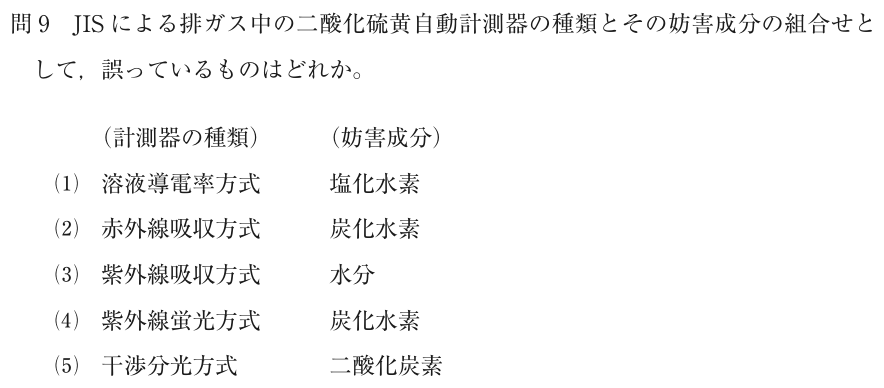 問9 JISによる排ガス中の二酸化硫黄自動計測器の種類とその妨害成分の組合せと
して，誤っているものはどれか。
（計測器の種類） （妨害成分）
(1) 溶液導電率方式 塩化水素
(2) 赤外線吸収方式 炭化水素
(3) 紫外線吸収方式 水分
(4) 紫外線蛍光方式 炭化水素
(5) 干渉分光方式 二酸化炭素